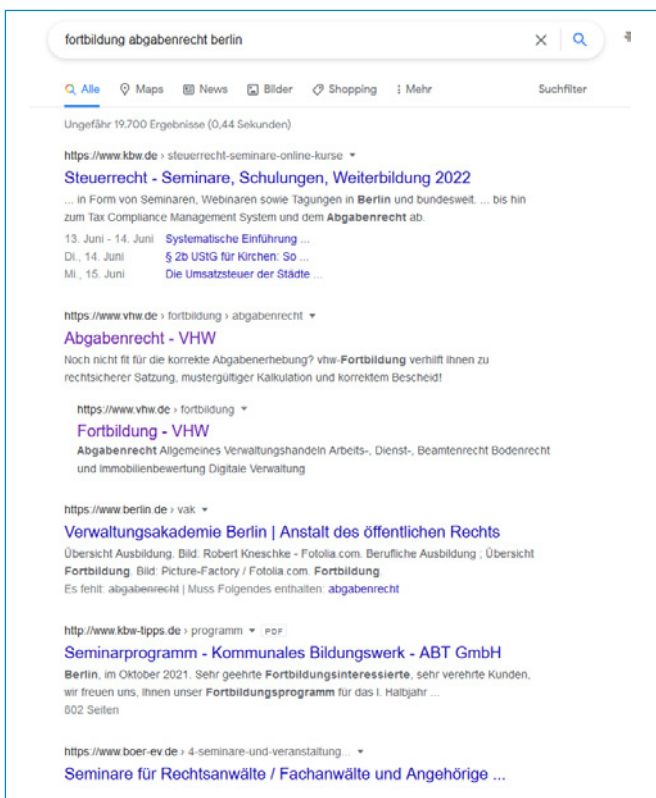 fortbildung abgabenrecht berlin
Alle Maps News Bilder Shopping Mehr Suchfilter
Ungefähr 19.700 Ergebnisse (0,44 Sekunden)
https://www.kbw.de › steuerrecht-seminare-online-kurse
Steuerrecht - Seminare, Schulungen, Weiterbildung 2022
... in Form von Seminaren, Webinaren sowie Tagungen in Berlin und bundesweit. ... bis hin
zum Tax Compliance Management System und dem Abgabenrecht ab.
13. Juni - 14. Juni Systematische Einführung ...
Di., 14. Juni § 2b UStG für Kirchen: So ...
Mi., 15. Juni Die Umsatzsteuer der Städte ...
https://www.vhw.de › fortbildung › abgabenrecht
Abgabenrecht - VHW
Noch nicht fit für die korrekte Abgabenerhebung? vhw-Fortbildung verhilft Ihnen zu
rechtsicherer Satzung, mustergültiger Kalkulation und korrektem Bescheid!
https://www.vhw.de › fortbildung
Fortbildung - VHW
Abgabenrecht Allgemeines Verwaltungshandeln Arbeits-, Dienst-, Beamtenrecht Bodenrecht
und Immobilienbewertung Digitale Verwaltung
https://www.berlin.de › vak
Verwaltungsakademie Berlin | Anstalt des öffentlichen Rechts
Übersicht Ausbildung. Bild: Robert Kneschke - Fotolia.com. Berufliche Ausbildung ; Übersicht
Fortbildung. Bild: Picture-Factory / Fotolia.com. Fortbildung.
Es fehlt: abgabenrecht | Muss Folgendes enthalten: abgabenrecht
http://www.kbw-tipps.de › programm PDF
Seminarprogramm - Kommunales Bildungswerk - ABT GmbH
Berlin, im Oktober 2021. Sehr geehrte Fortbildungsinteressierte, sehr verehrte Kunden,
wir freuen uns, Ihnen unser Fortbildungsprogramm für das I. Halbjahr ...
602 Seiten
https://www.boer-ev.de › 4-seminare-und-veranstaltung...
Seminare für Rechtsanwälte / Fachanwälte und Angehörige ...